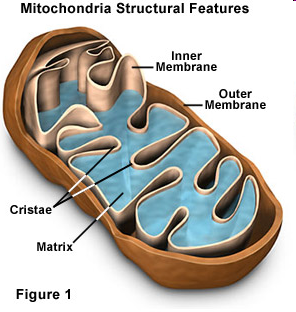 Mitochondria Structural Features
Inner
Membrane
Outer
Membrane
Cristae
Matrix
Figure 1